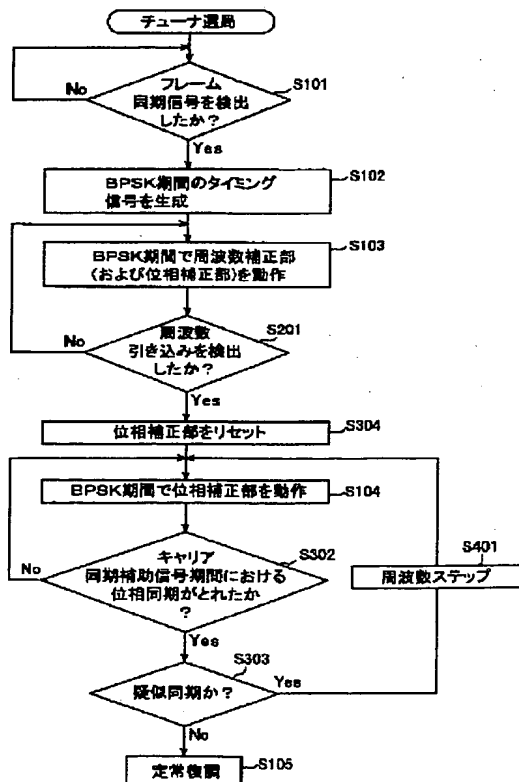 チューナ選局
No
フレーム
同期信号を検出
したか?
S101
Yes
BPSK期間のタイミング
信号を生成
S102
BPSK期間で周波数補正部
(および位相補正部)を動作
S103
No
周波数
引き込みを検出
したか?
S201
Yes
位相補正部をリセット
S304
BPSK期間で位相補正部を動作
S104
No
キャリア
同期補助信号期間における
位相同期がとれたか
?
S302
S401
周波数ステップ
Yes
疑似同期か?
S303
Yes
No
定常復調
S105